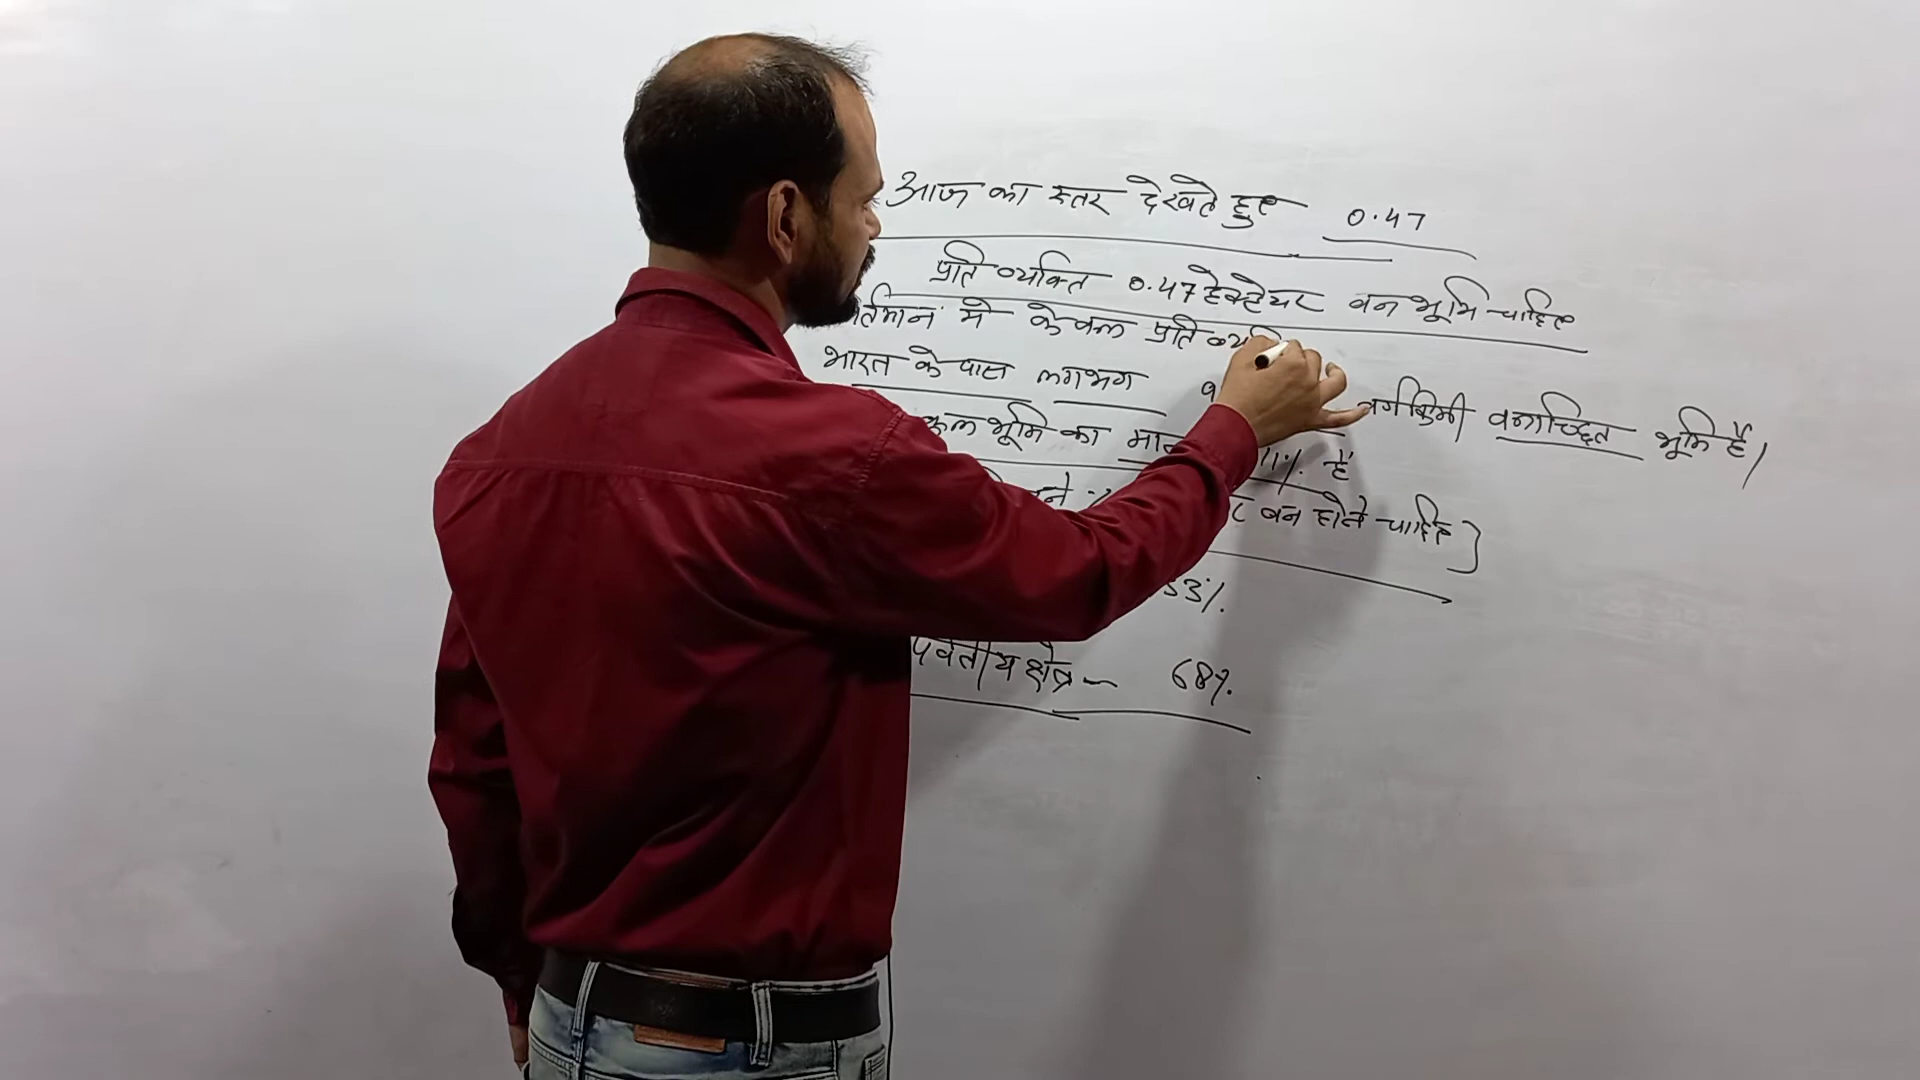 आज का स्तर देखते हुए 0.47
प्रति व्यक्ति 0.47 हेक्टेयर वन भूमि चाहिए
में केवल प्रति
भारत के पास लगभग वर्गकिमी वनाच्छित भूमि है।
कुल भूमि का है
वन होने चाहिए]
33%.
पर्वतीय क्षेत्र - 68%.